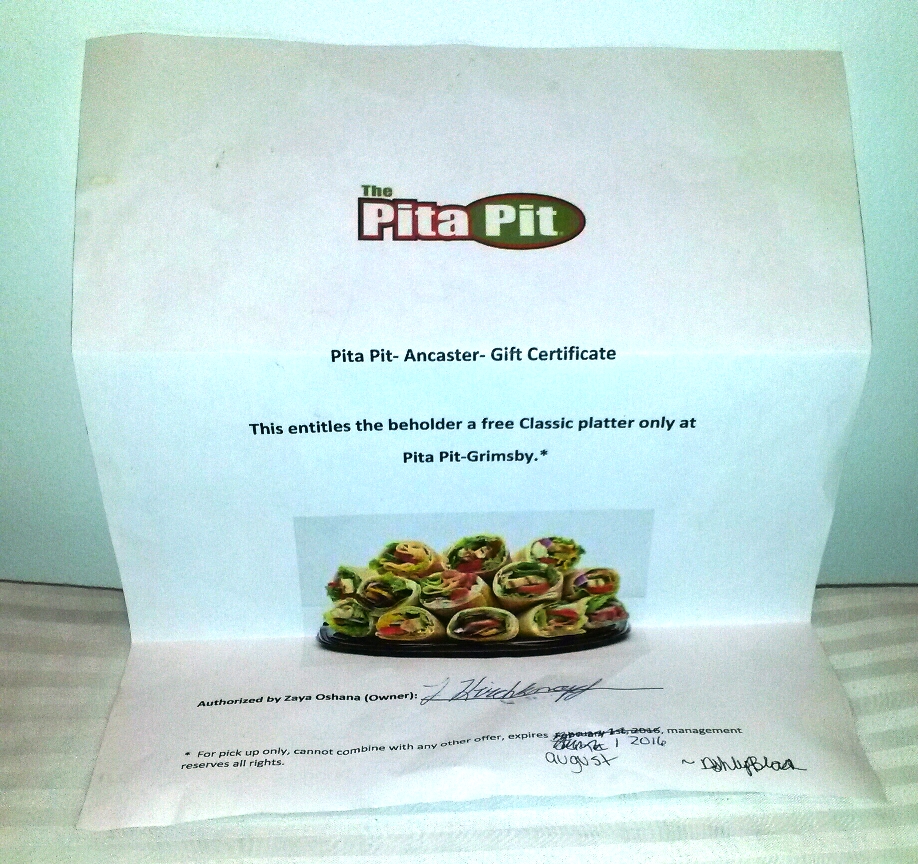 The
Pita Pit
Pita Pit- Ancaster- Gift Certificate
This entitles the beholder a free Classic platter only at
Pita Pit-Grimsby.*
Authorized by Zaya Oshana (Owner):
* For pick up only, cannot combine with any other offer, expires February 1st, 2016, management
1 2016
reserves all rights.
august